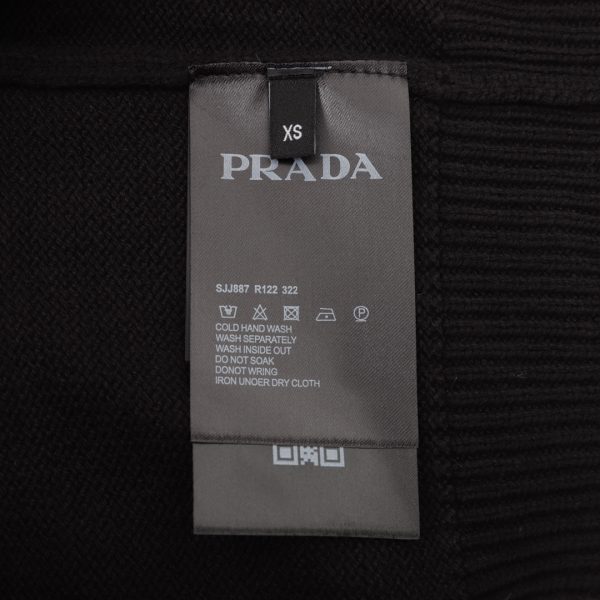 XS
PRADA
SJJ887 R122 322
P
COLD HAND WASH
WASH SEPARATELY
WASH INSIDE OUT
DO NOT SOAK
DONOT WRING
IRON UNOER DRY CLOTH